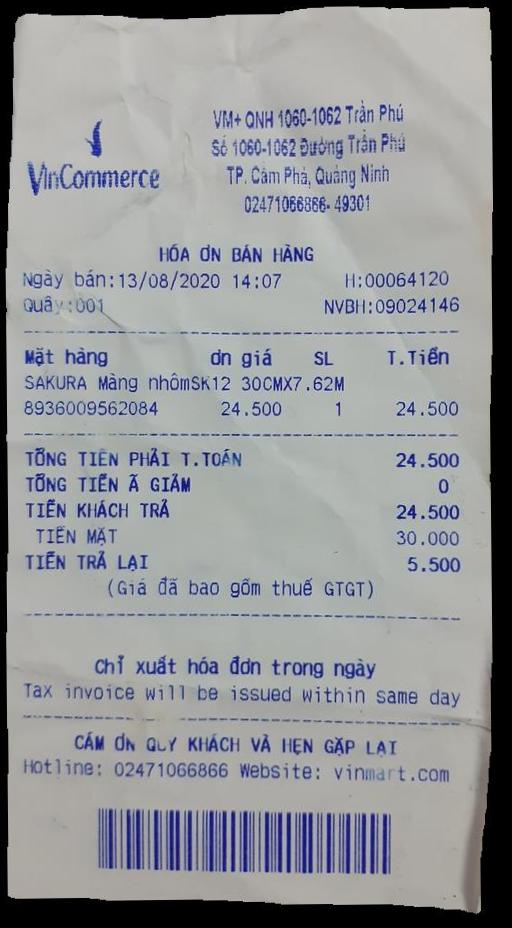 VinCommerce
VM+ QNH 1060-1062 Trần Phú
Số 1060-1062 Đường Trần Phú
TP. Cẩm Phả, Quảng Ninh
02471066866- 49301
HÓA ƠN BÁN HÀNG
Ngày bán:13/08/2020 14:07 H:00064120
Quầy:001 NVBH:09024146
Mặt hàng ơn giá SL T.Tiền
SAKURA Màng nhômSK12 30CMX7.62M
8936009562084 24.500 1 24.500
TỔNG TIỀN PHẢI T.TOÁN 24.500
TỔNG TIỀN Ã GIẢM 0
TIỀN KHÁCH TRẢ 24.500
TIỀN MẶT 30.000
TIỀN TRẢ LẠI 5.500
(Giá đã bao gồm thuế GTGT)
Chỉ xuất hóa đơn trong ngày
Tax invoice will be issued within same day
CÁM ƠN QUÝ KHÁCH VÀ HẸN GẶP LẠI
Hotline: 02471066866 Website: vinmart.com